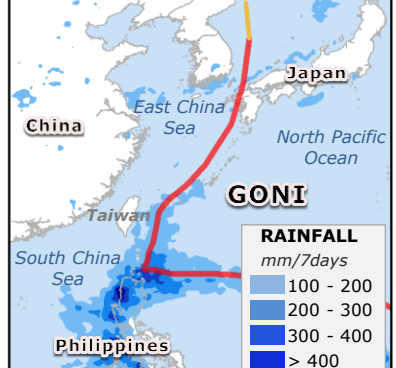 Japan
East China
Sea
China
North Pacific
Ocean
GONI
Taiwan
RAINFALL
South China
Sea
mm/7days
100 - 200
200 - 300
300 - 400
> 400
Philippines